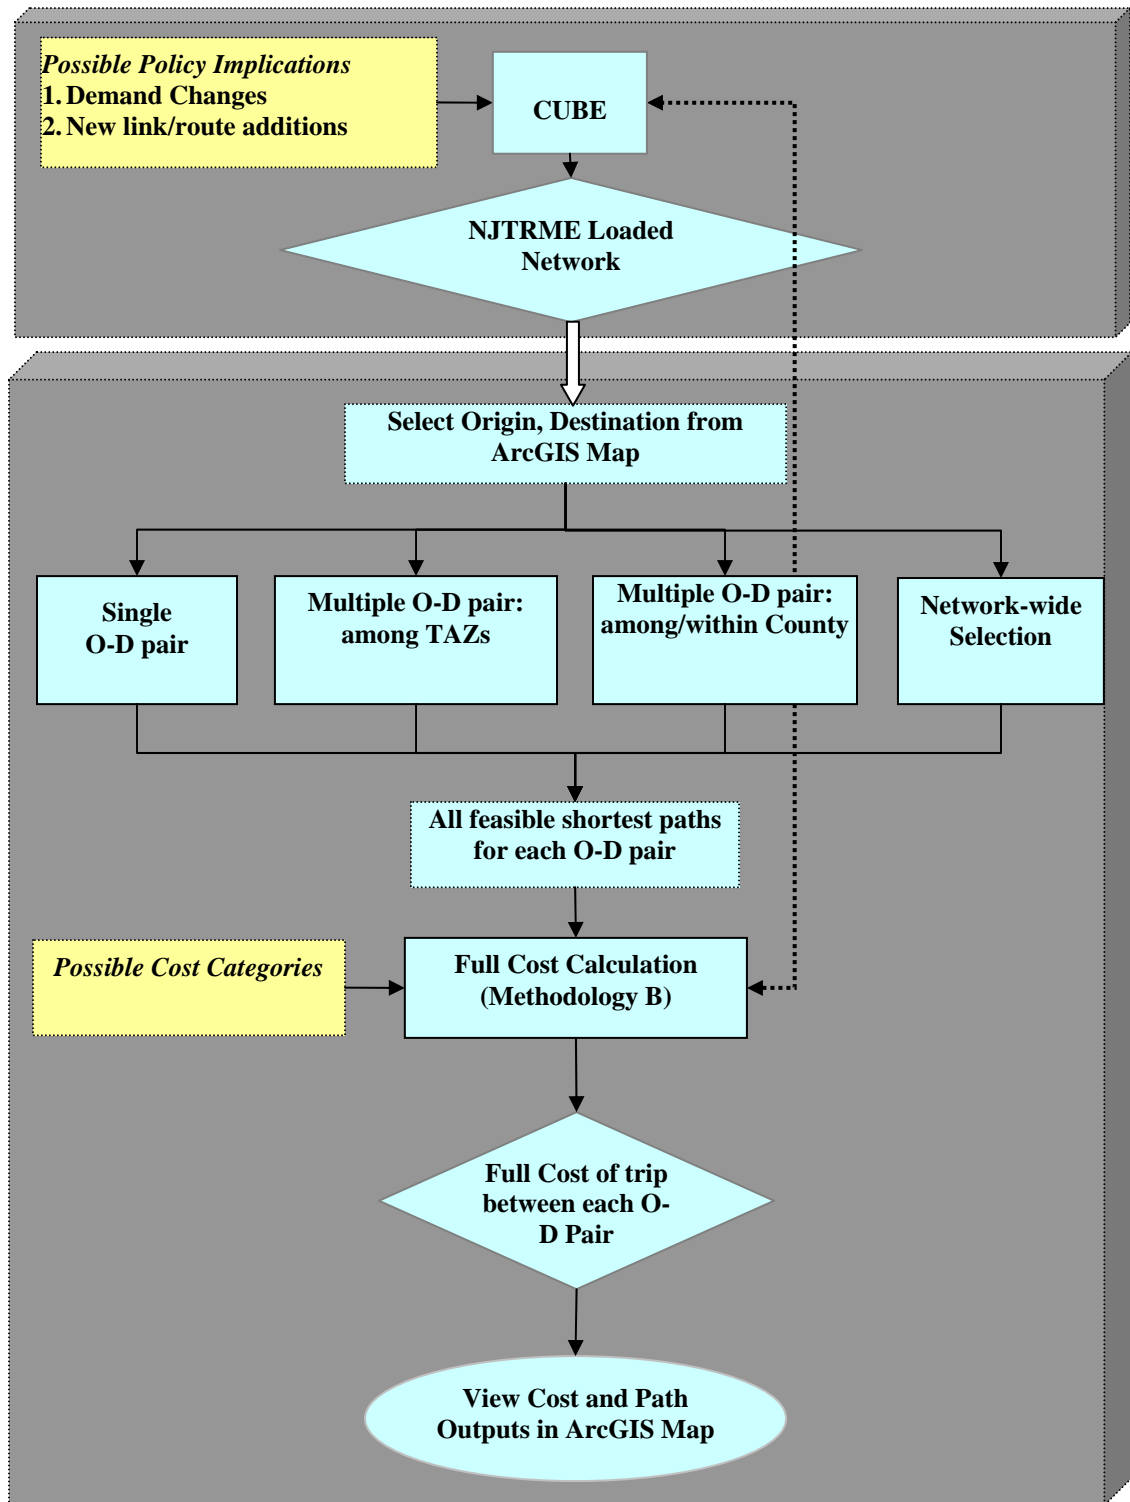 Possible Policy Implications
1. Demand Changes
2. New link/route additions
CUBE
NJTRME Loaded
Network
Select Origin, Destination from
ArcGIS Map
Single
O-D pair
Multiple O-D pair:
among TAZs
Multiple O-D pair:
among/within County
Network-wide
Selection
All feasible shortest paths
for each O-D pair
Possible Cost Categories
Full Cost Calculation
(Methodology B)
Full Cost of trip
between each O-
D Pair
View Cost and Path
Outputs in ArcGIS Map